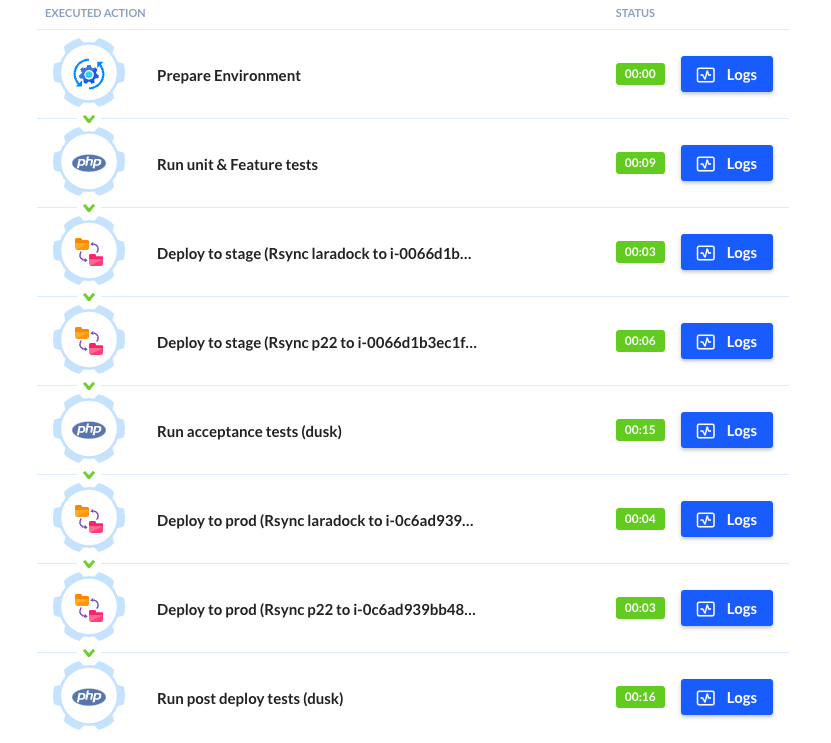 EXECUTED ACTION STATUS
Prepare Environment 00:00 Logs
php Run unit & Feature tests 00:09 Logs
Deploy to stage (Rsync laradock to i-0066d1b... 00:03 Logs
Deploy to stage (Rsync p22 to i-0066d1b3ec1f... 00:06 Logs
php Run acceptance tests (dusk) 00:15 Logs
Deploy to prod (Rsync laradock to i-0c6ad939... 00:04 Logs
Deploy to prod (Rsync p22 to i-0c6ad939bb48... 00:03 Logs
php Run post deploy tests (dusk) 00:16 Logs